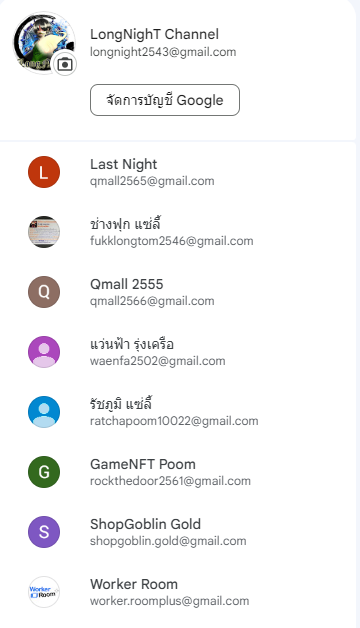 LongNighT Channel
longnight2543@gmail.com
จัดการบัญชี Google
L
Last Night
qmall2565@gmail.com
ช่างฟุก แซ่ลี้
fukklongtom2546@gmail.com
Q
Qmall 2555
qmall2566@gmail.com
แว่นฟ้า รุ่งเครือ
waenfa2502@gmail.com
รัชภูมิ แซ่ลี้
ratchapoom10022@gmail.com
G
GameNFT Poom
rockthedoor2561@gmail.com
S
ShopGoblin Gold
shopgoblin.gold@gmail.com
Worker
Room
Worker Room
worker.roomplus@gmail.com